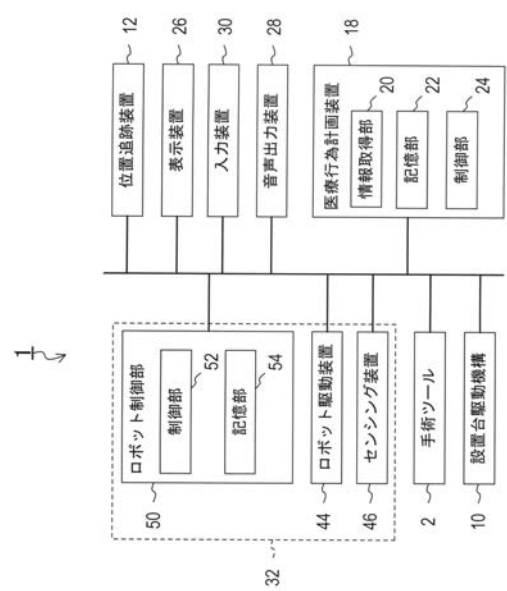 1
ロボット制御部
制御部
52
記憶部
54
50
ロボット駆動装置
44
センシング装置
46
32
手術ツール
2
設置台駆動機構
10
位置追跡装置
12
表示装置
26
入力装置
30
音声出力装置
28
医療行為計画装置
18
情報取得部
20
記憶部
22
制御部
24